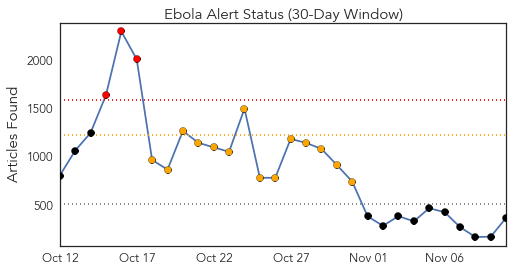 Ebola Alert Status (30-Day Window)
Articles Found
2000
1500
1000
500
Oct 12
Oct 17
Oct 22
Oct 27
Nov 01
Nov 06